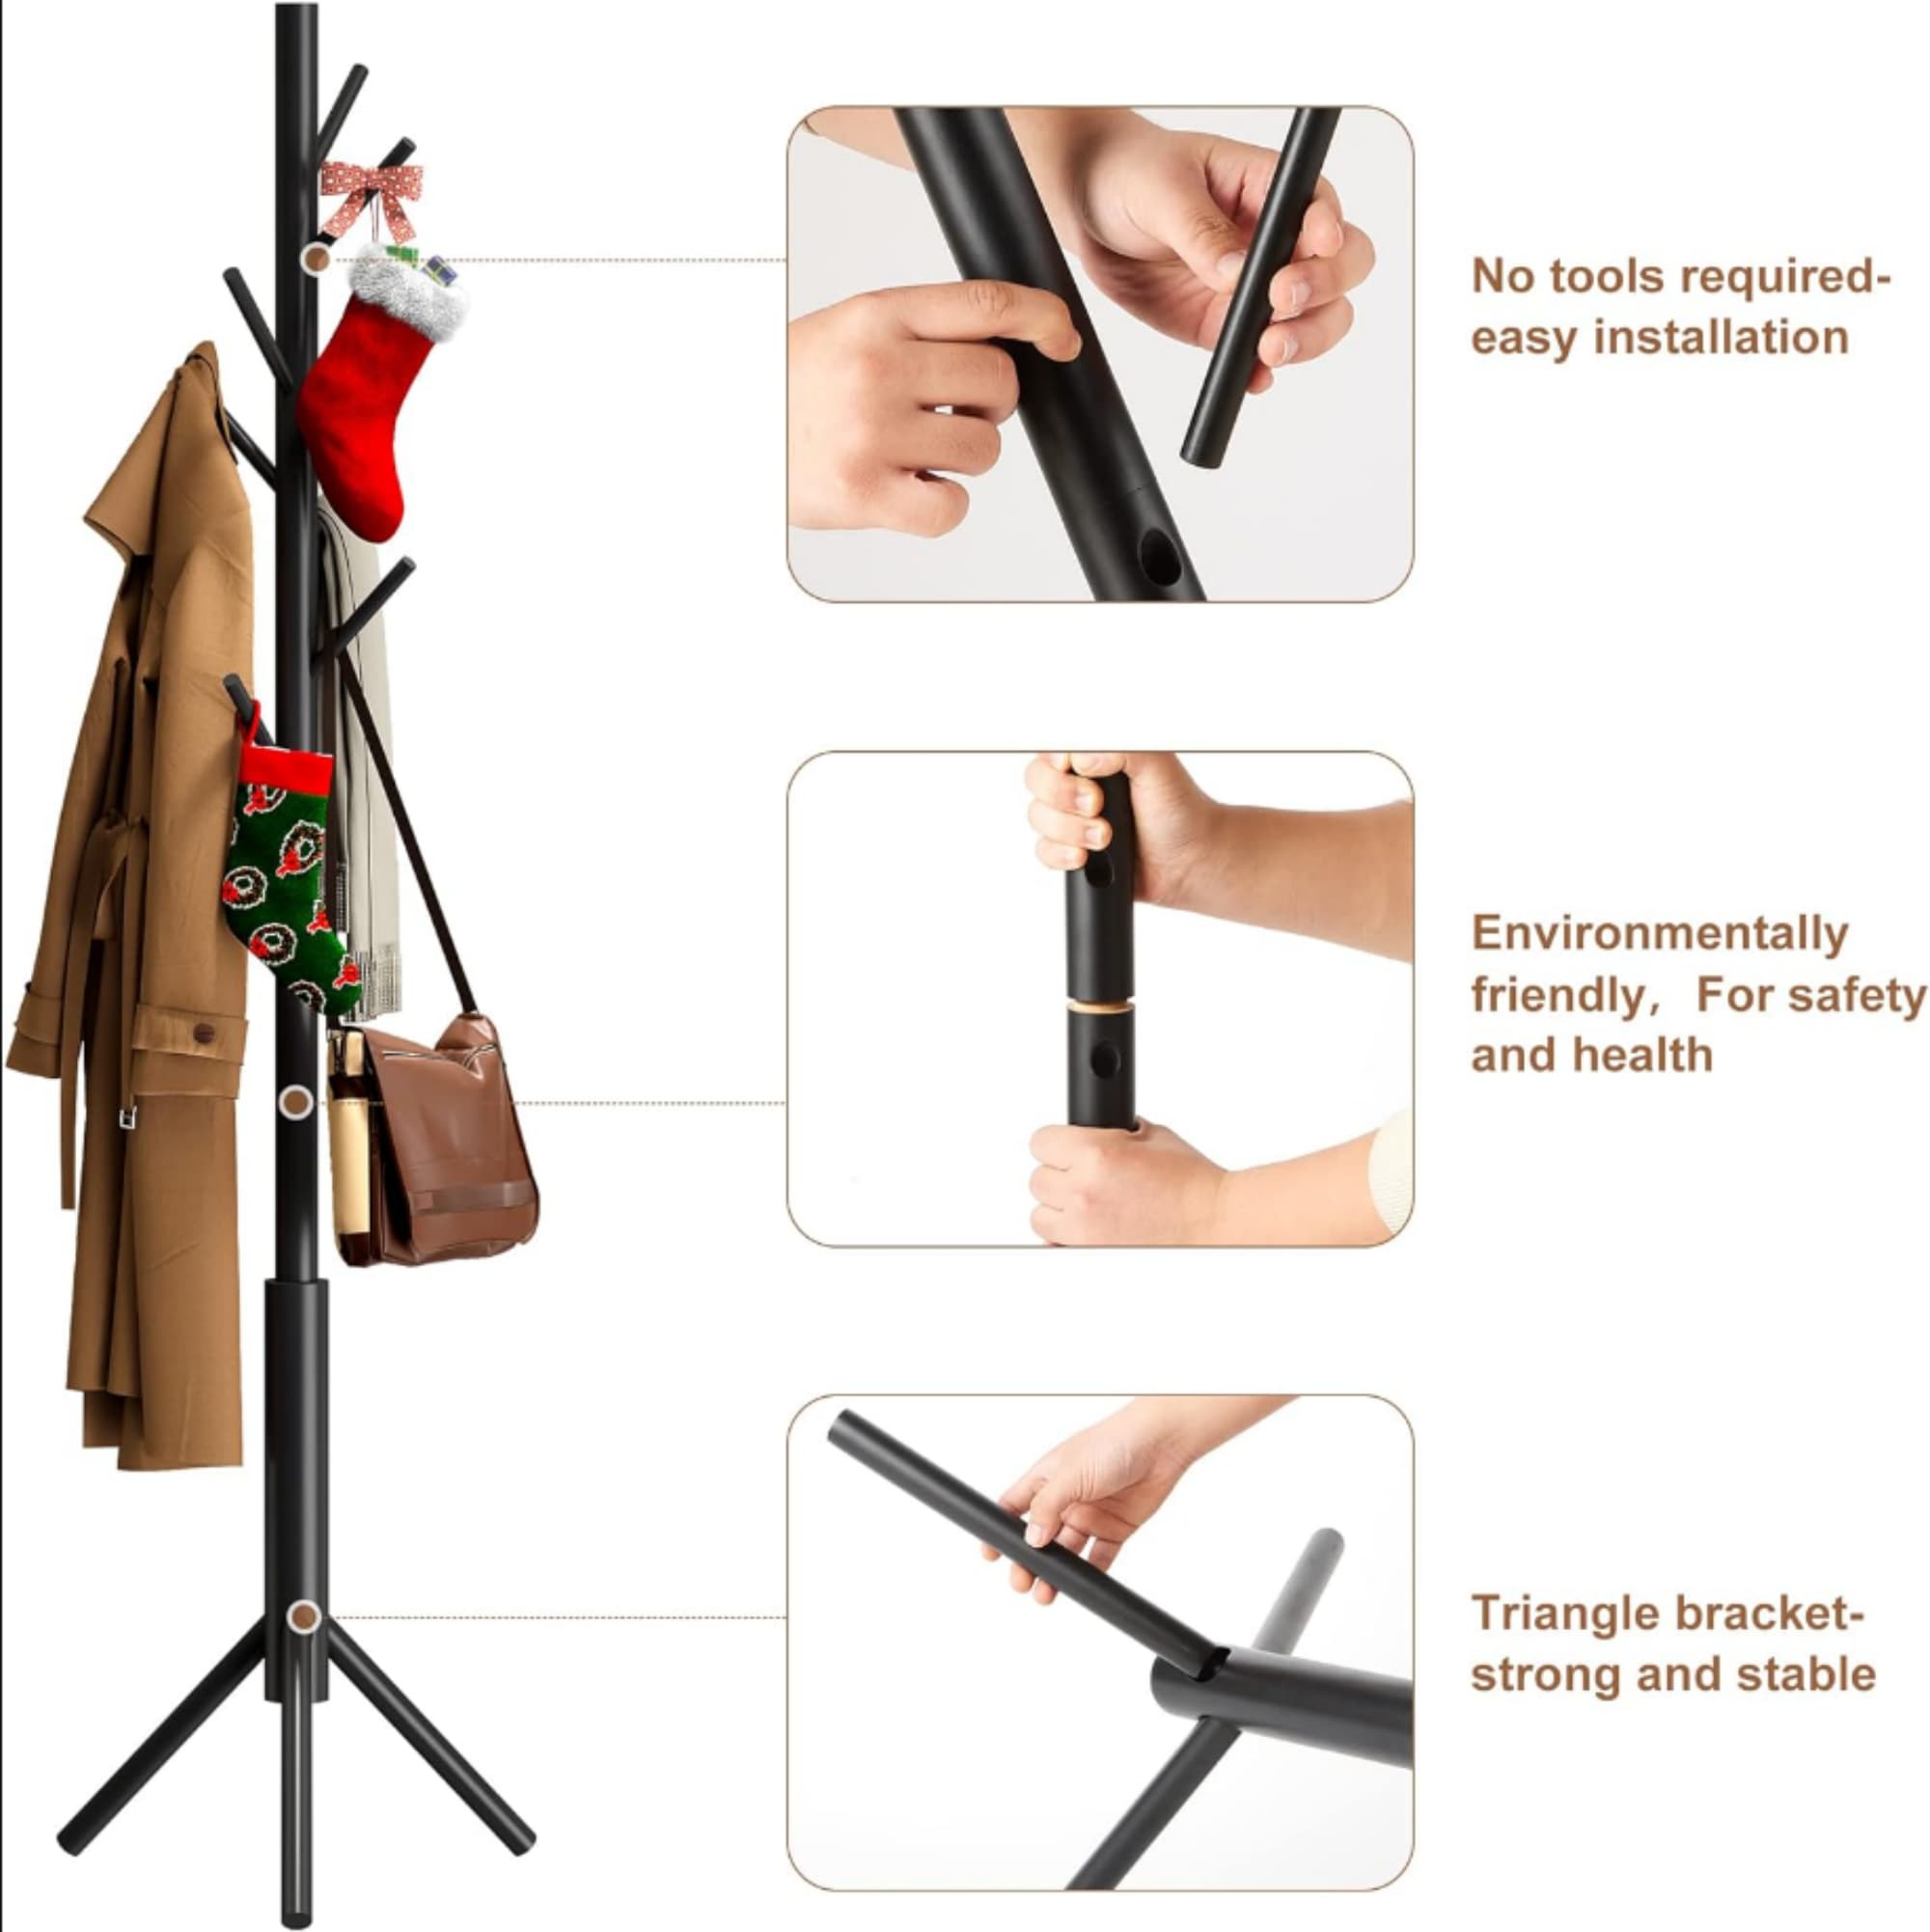 No tools required-
easy installation
Environmentally
friendly，For safety
and health
Triangle bracket-
strong and stable